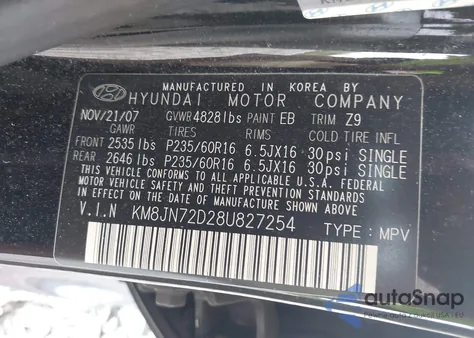 MANUFACTURED IN KOREA BY
HYUNDAI MOTOR COMPANY
NOV/21/07 GVWR 4828 lbs PAINT EB TRIM Z9
GAWR TIRES RIMS COLD TIRE INFL
FRONT 2535 lbs P235/60R16 6.5JX16 30psi SINGLE
REAR 2646 lbs P235/60R16 6.5JX16 30psi SINGLE
THIS VEHICLE CONFORMS TO ALL APPLICABLE U.S.A. FEDERAL
MOTOR VEHICLE SAFETY AND THEFT PREVENTION STANDARDS
IN EFFECT ON THE DATE OF MANUFACTURE SHOWN ABOVE.
V.I.N KM8JN72D28U827254
TYPE : MPV
autoSnap